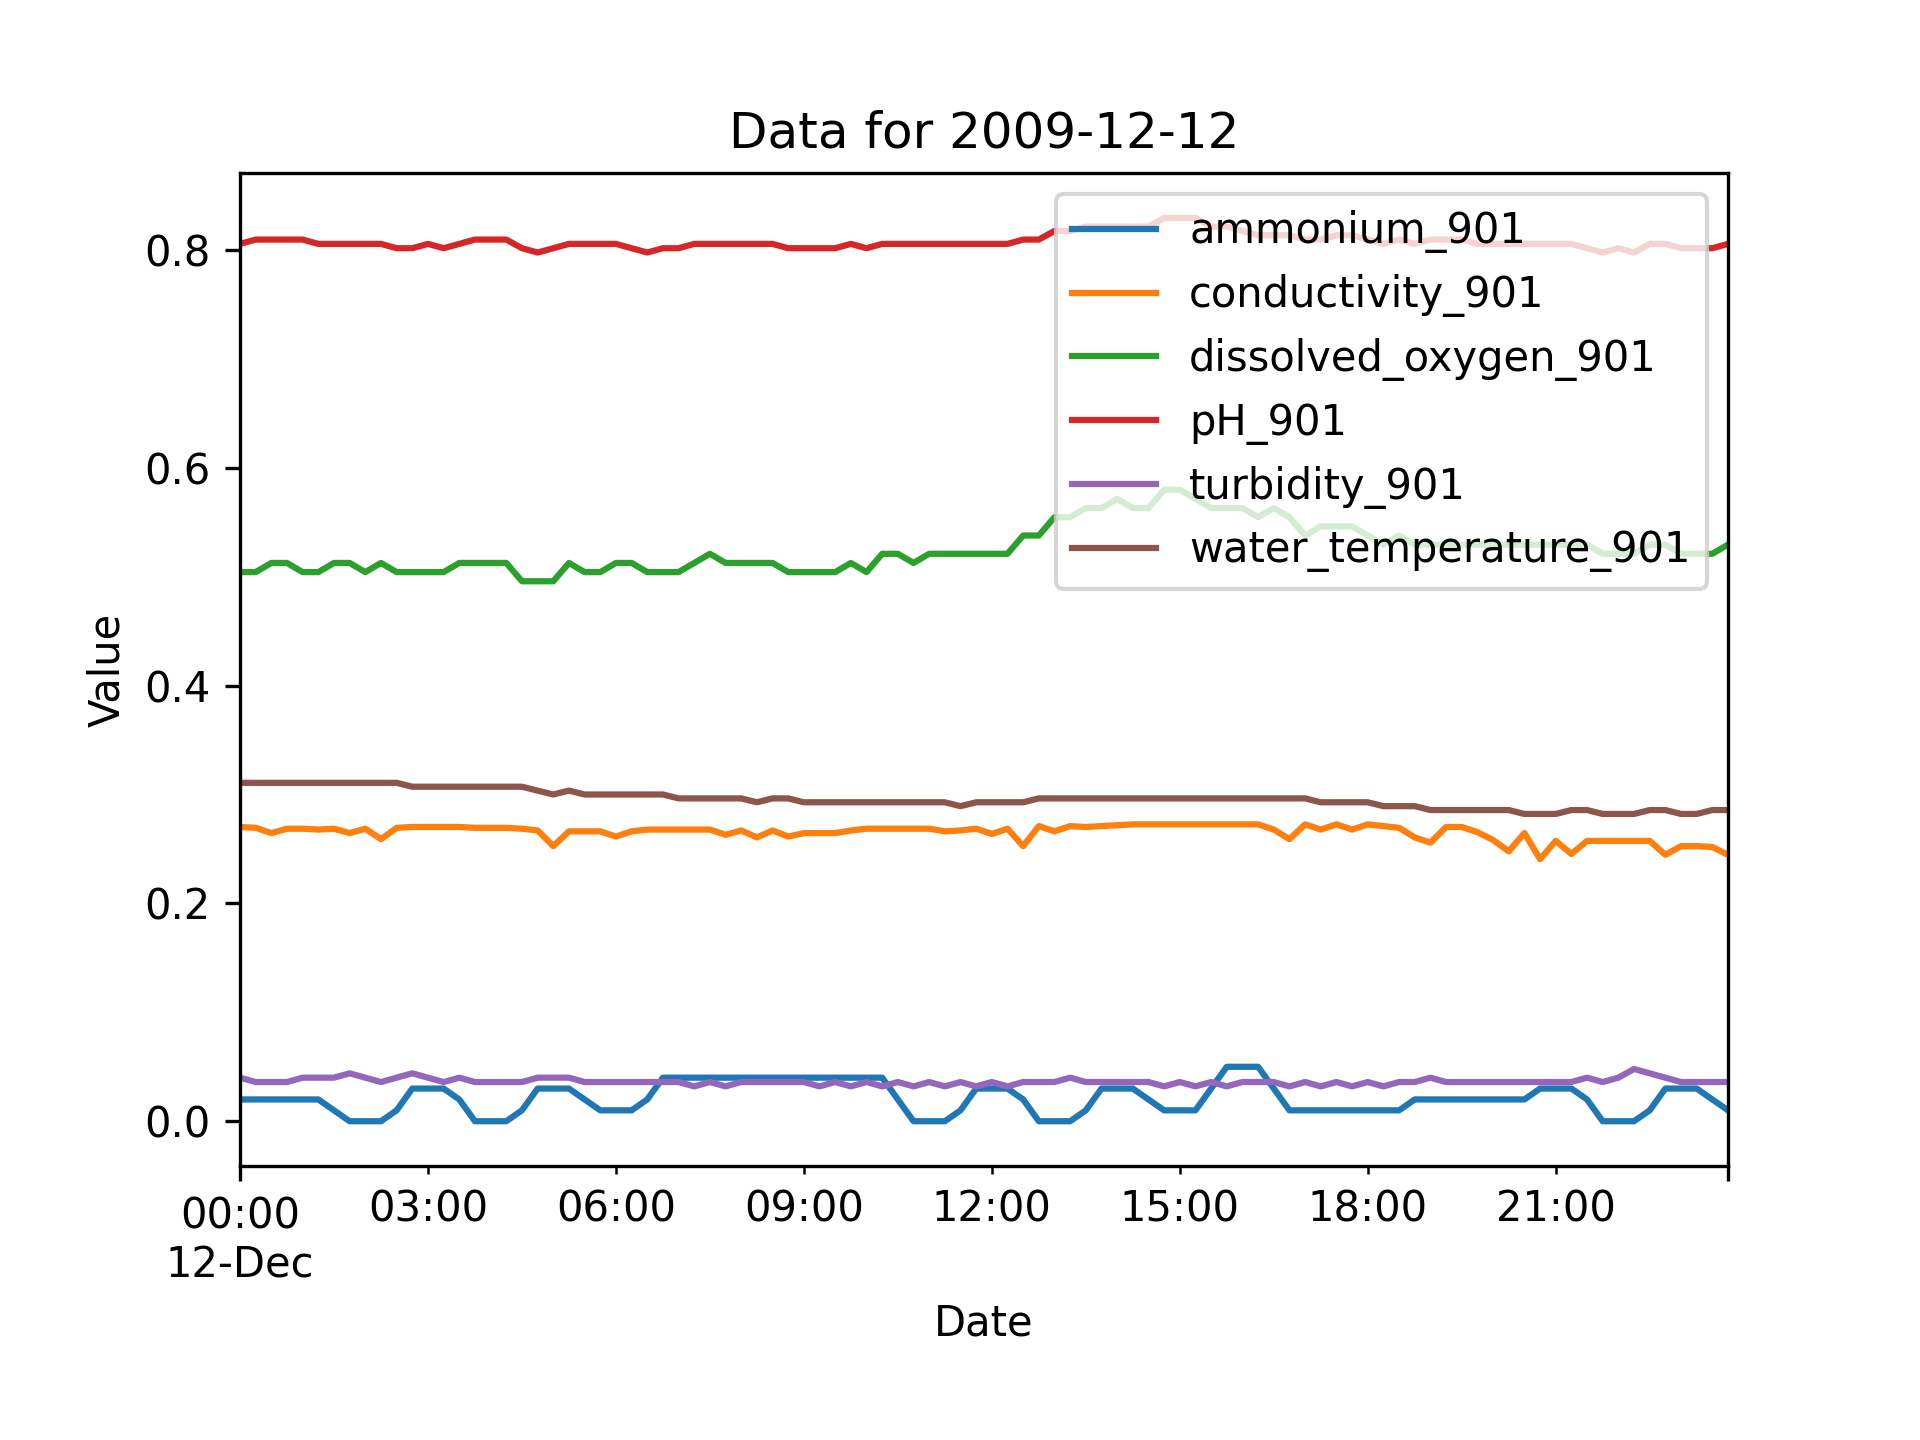 Data for 2009-12-12
ammonium_901
conductivity_901
dissolved_oxygen_901
pH_901
turbidity_901
water_temperature_901
Value
0.8
0.6
0.4
0.2
0.0
00:00 03:00 06:00 09:00 12:00 15:00 18:00 21:00
12-Dec
Date